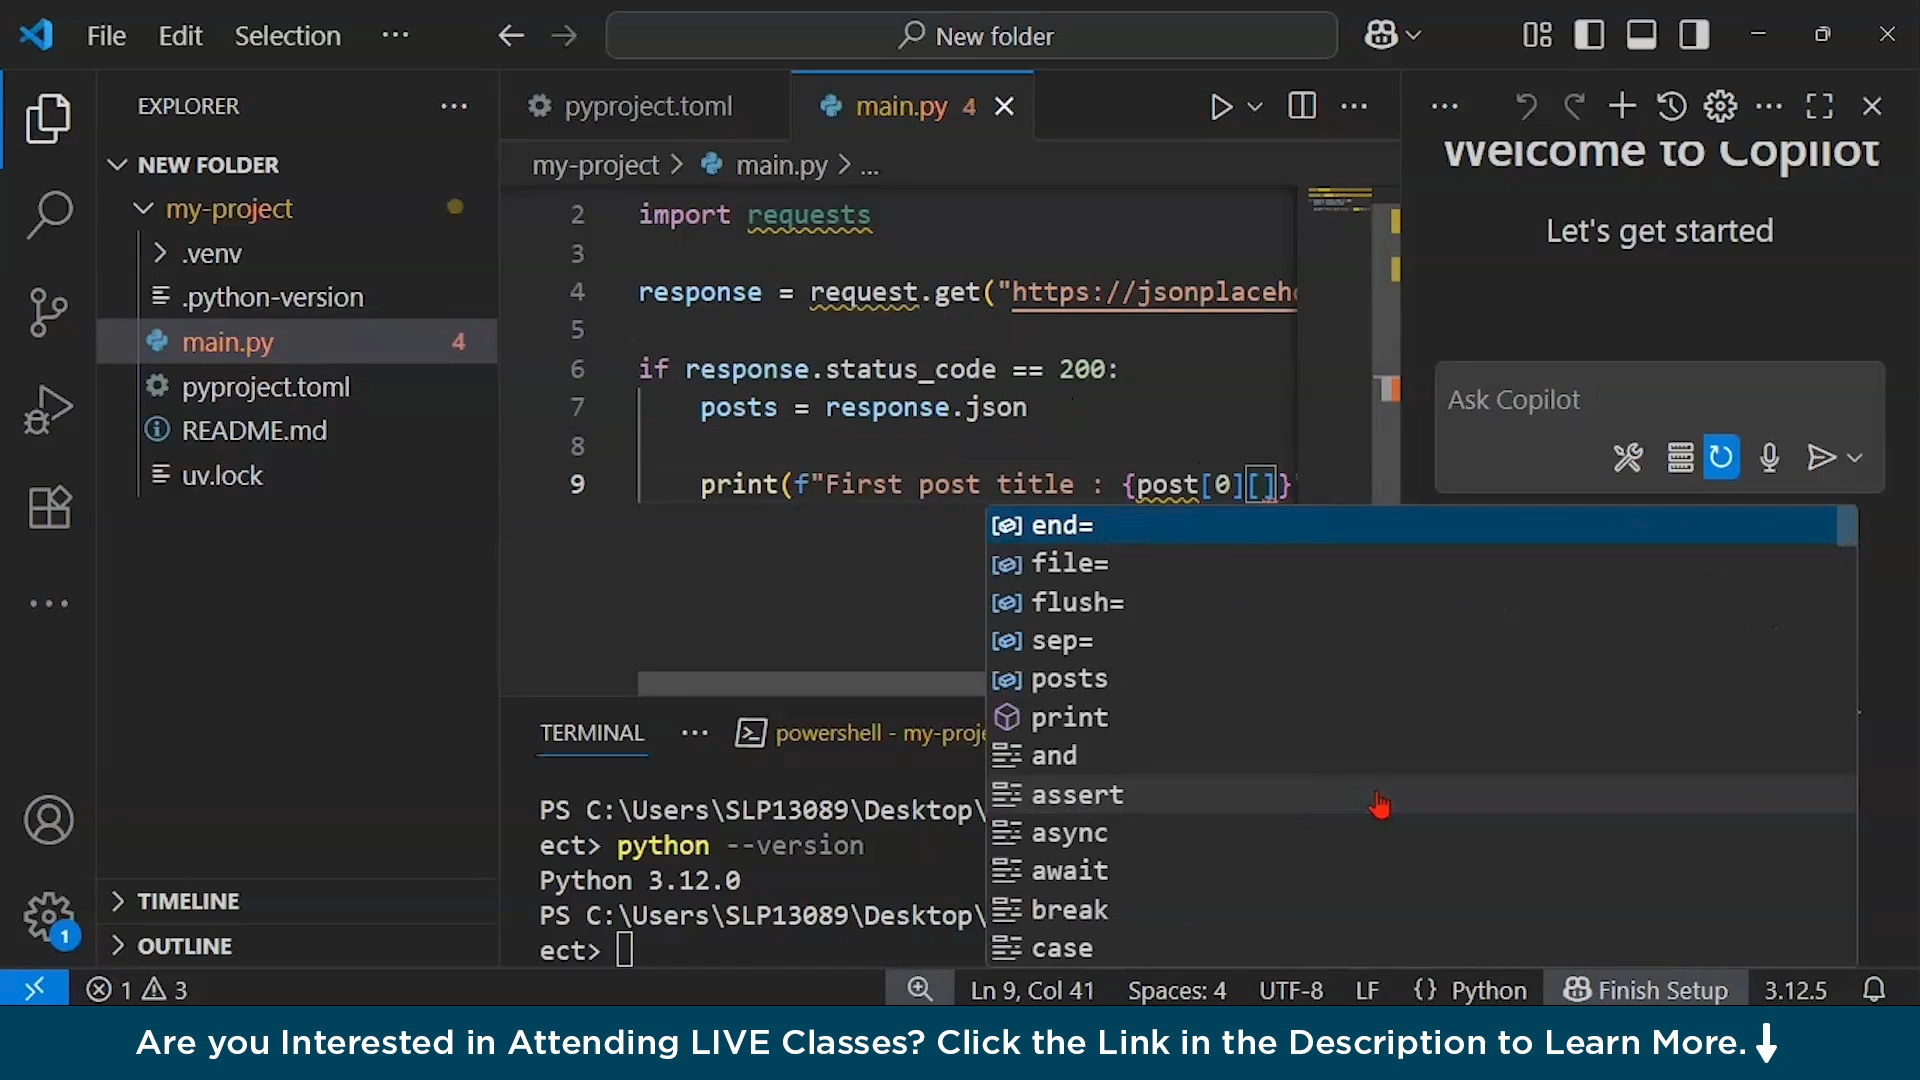 File Edit Selection ... New folder
EXPLORER ...
NEW FOLDER
my-project
.venv
.python-version
main.py 4
pyproject.toml
README.md
uv.lock
TIMELINE
OUTLINE
pyproject.toml main.py 4
my-project > main.py > ...
2 import requests
3
4 response = request.get("https://jsonplaceh
5
6 if response.status_code == 200:
7 posts = response.json
8
9 print(f"First post title : {post[0][]}
end=
file=
flush=
sep=
posts
print
and
assert
async
await
break
case
TERMINAL ... powershell - my-proj
PS C:\Users\SLP13089\Desktop\
ect> python --version
Python 3.12.0
PS C:\Users\SLP13089\Desktop\
ect>
Welcome to Copilot
Let's get started
Ask Copilot
1
1 3 Ln 9, Col 41 Spaces: 4 UTF-8 LF {} Python Finish Setup 3.12.5
Are you Interested in Attending LIVE Classes? Click the Link in the Description to Learn More.